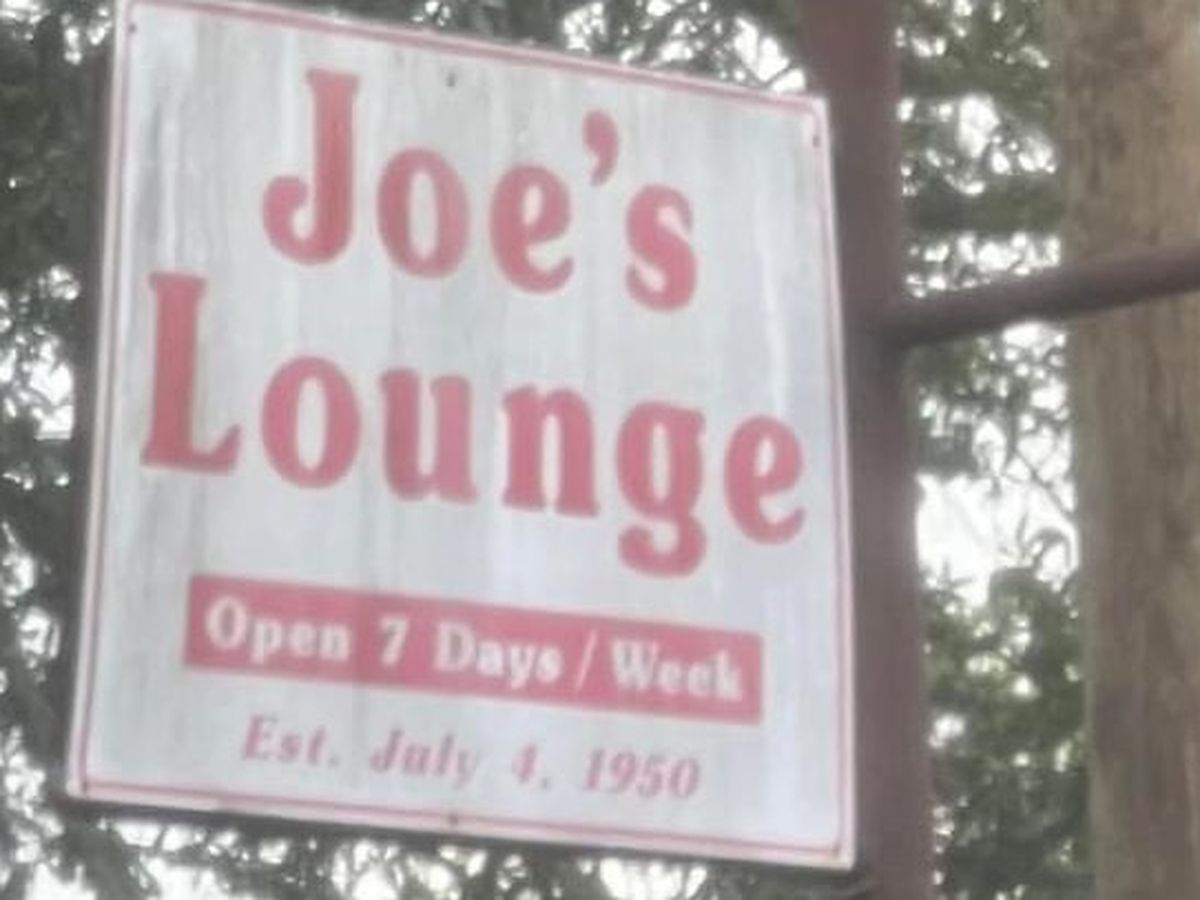 Joe's
Lounge
Open 7 Days / Week
Est. July 4, 1950